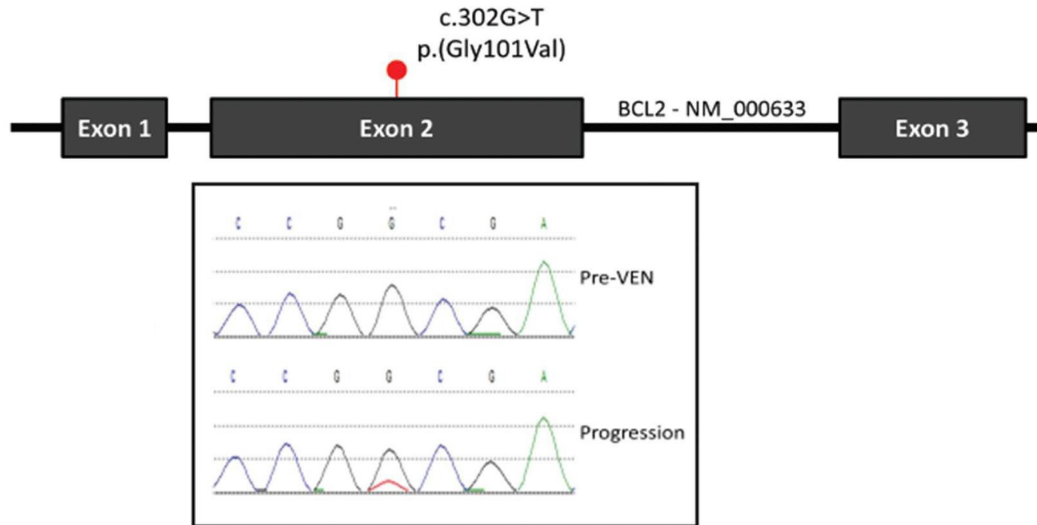 c.302G>T
p.(Gly101Val)
Exon 1
Exon 2
BCL2 - NM_000633
Exon 3
C C G G C G A
Pre-VEN
C C G G C G A
Progression